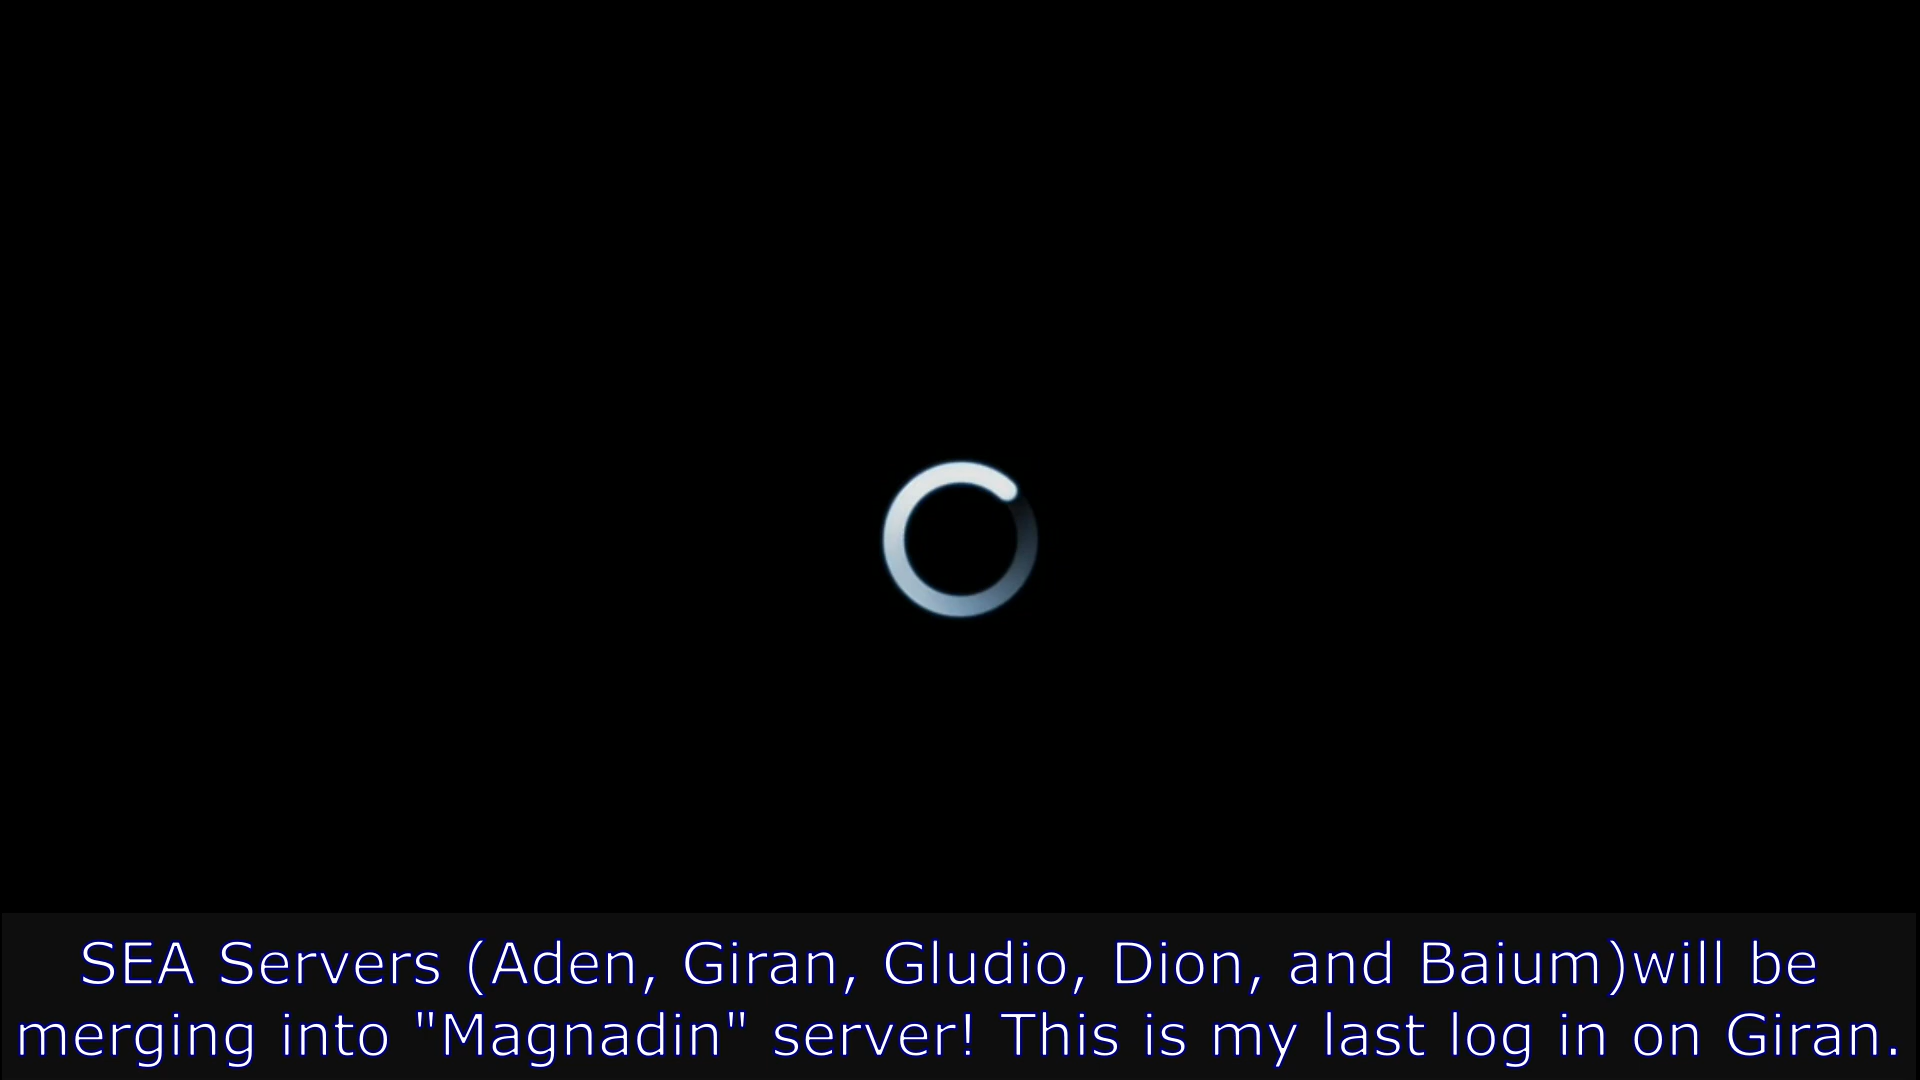 SEA Servers (Aden, Giran, Gludio, Dion, and Baium)will be
merging into "Magnadin" server! This is my last log in on Giran.